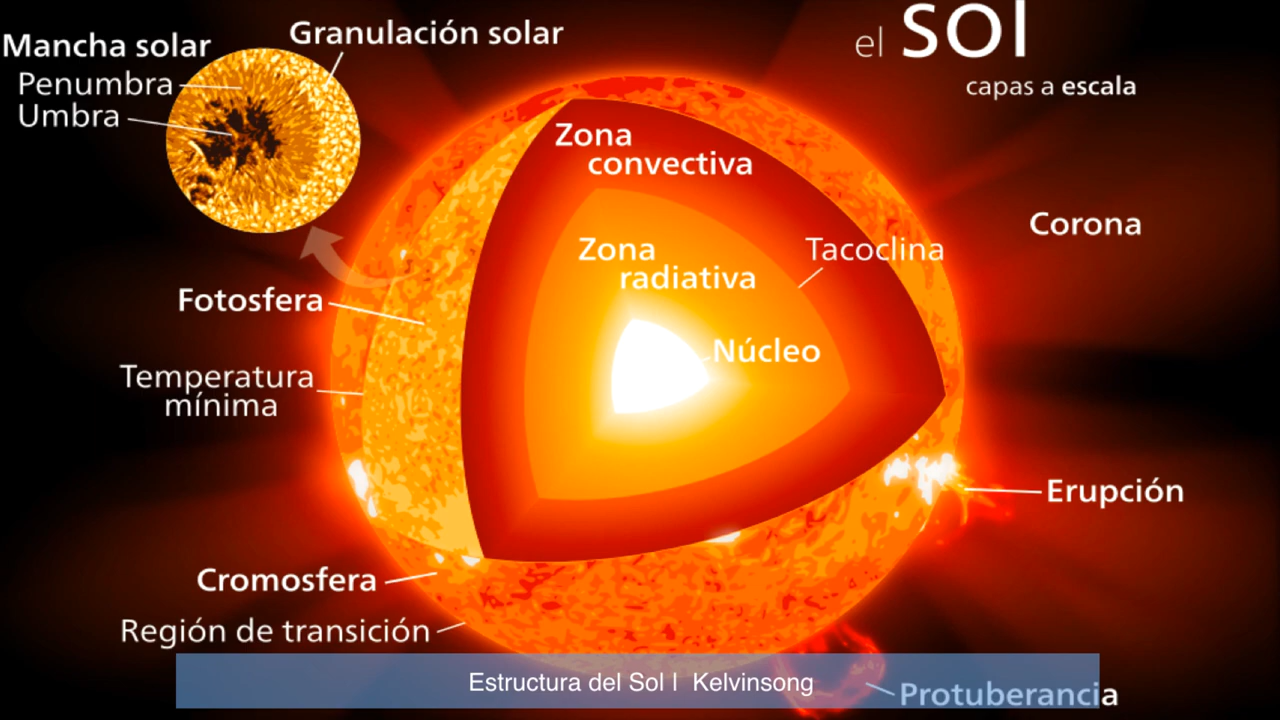 el sol
capas a escala
Mancha solar
Penumbra
Umbra
Granulación solar
Zona
convectiva
Zona
radiativa
Tacoclina
Núcleo
Corona
Fotosfera
Temperatura
mínima
Erupción
Cromosfera
Región de transición
Protuberancia
Estructura del Sol | Kelvinsong